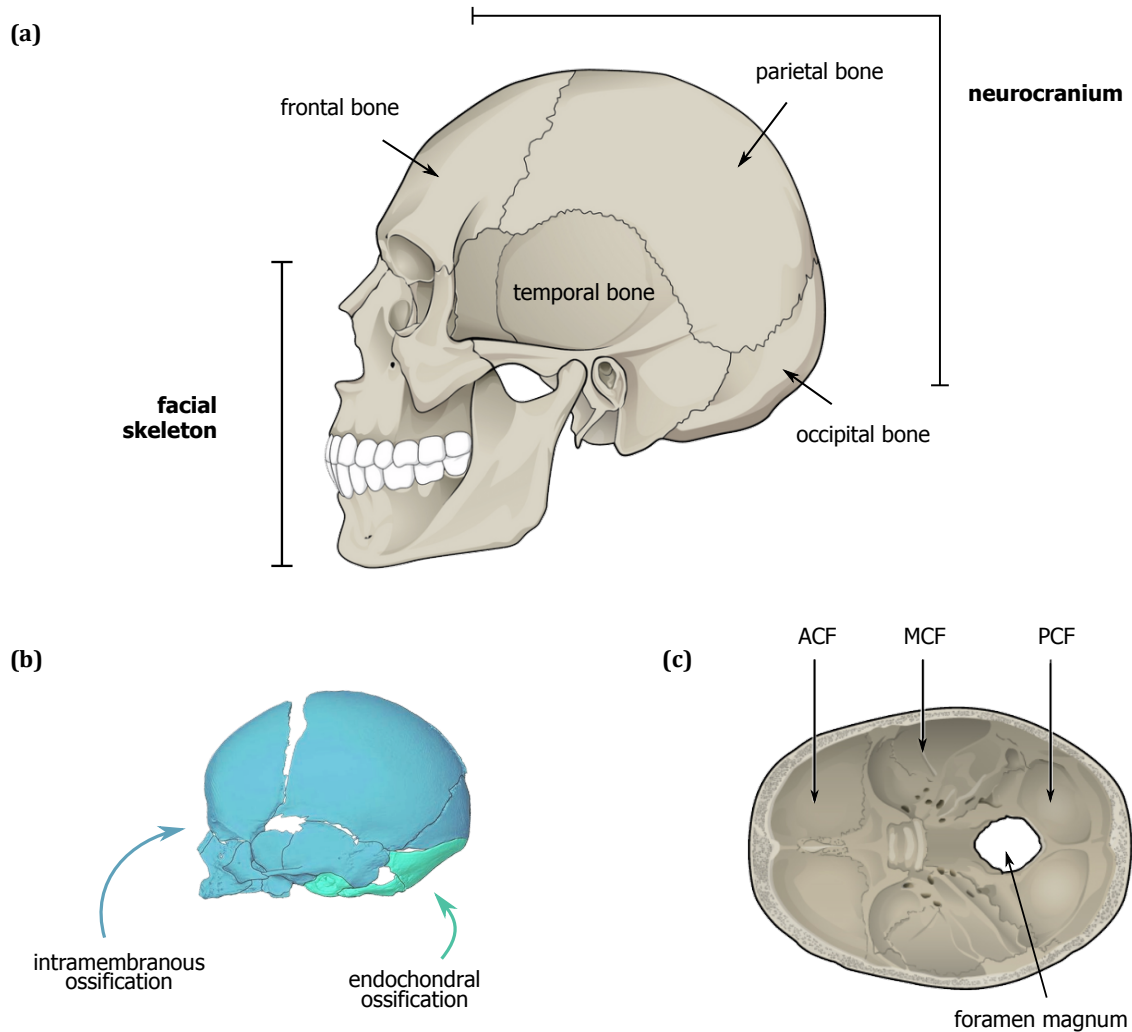 (a)
parietal bone
neurocranium
frontal bone
temporal bone
facial
skeleton
occipital bone
(b)
intramembranous
ossification
endochondral
ossification
(c)
ACF
MCF
PCF
foramen magnum